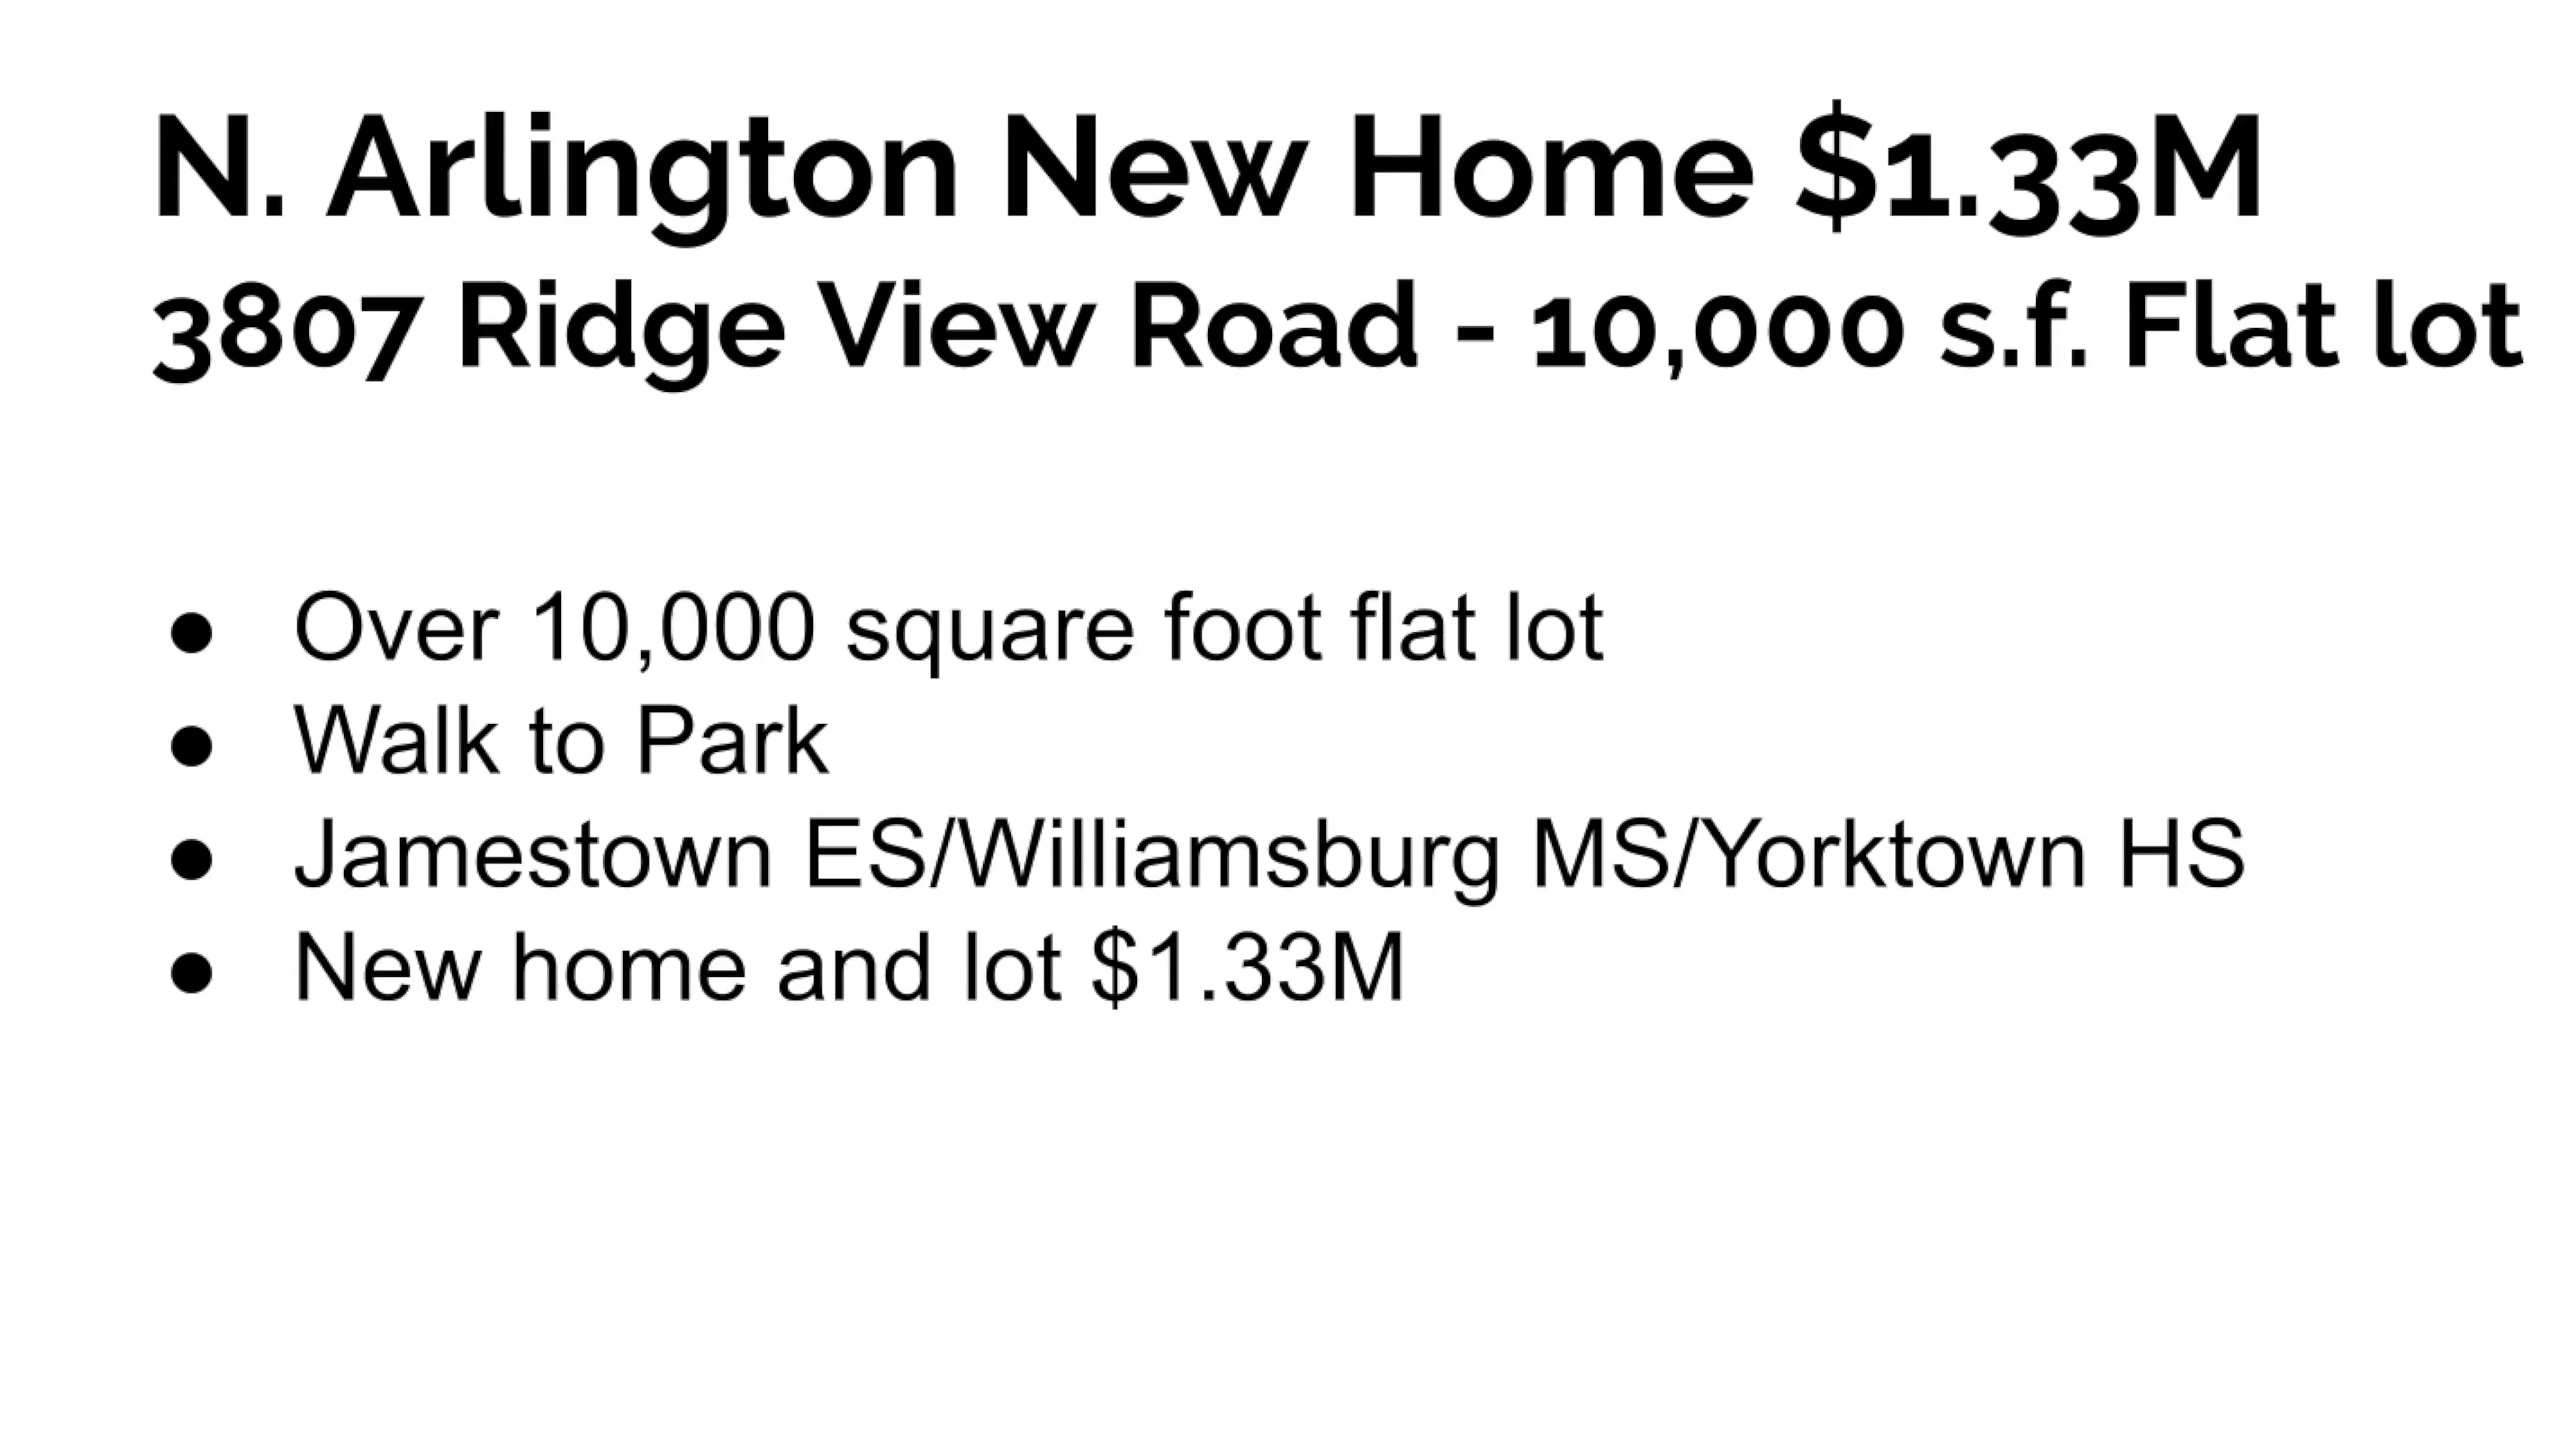 N. Arlington New Home $1.33M
3807 Ridge View Road - 10,000 s.f. Flat lot
● Over 10,000 square foot flat lot
● Walk to Park
● Jamestown ES/Williamsburg MS/Yorktown HS
● New home and lot $1.33M